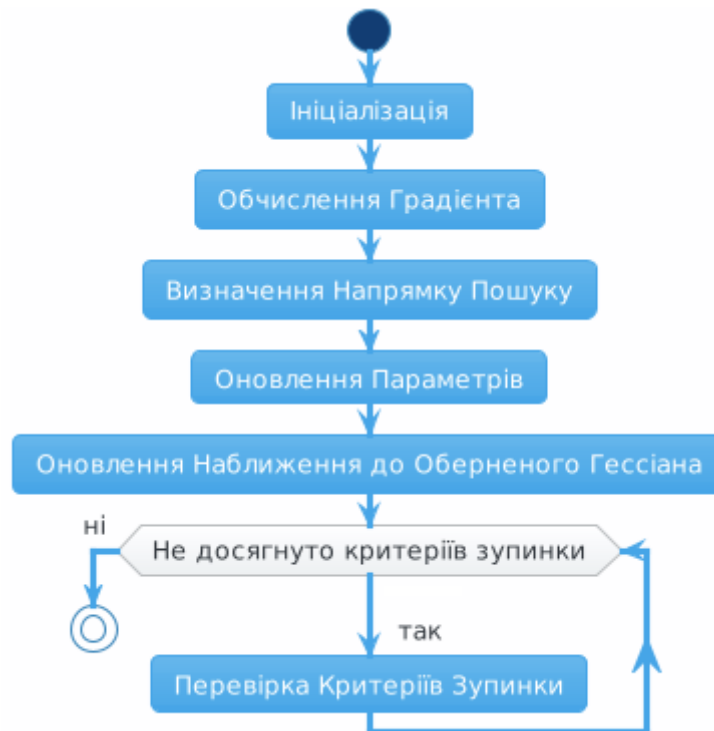 Ініціалізація
Обчислення Градієнта
Визначення Напрямку Пошуку
Оновлення Параметрів
Оновлення Наближення до Оберненого Гессіана
ні
Не досягнуто критеріїв зупинки
так
Перевірка Критеріїв Зупинки